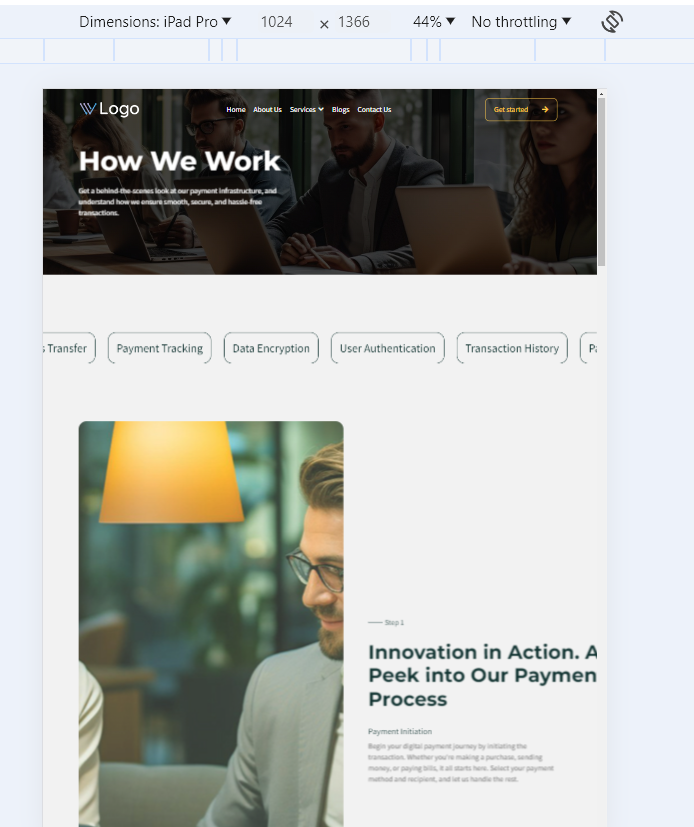 Dimensions: iPad Pro ▼ 1024 × 1366 44% ▼ No throttling ▼
Logo Home About Us Services Blogs Contact Us Get started →
How We Work
Get a behind-the-scenes look at our payment infrastructure, and
understand how we ensure smooth, secure, and hassle-free
transactions.
s Transfer Payment Tracking Data Encryption User Authentication Transaction History Pa
Step 1
Innovation in Action. A
Peek into Our Paymen
Process
Payment Initiation
Begin your digital payment journey by initiating the
transaction. Whether you're making a purchase, sending
money, or paying bills, it all starts here. Select your payment
method and recipient, and let us handle the rest.